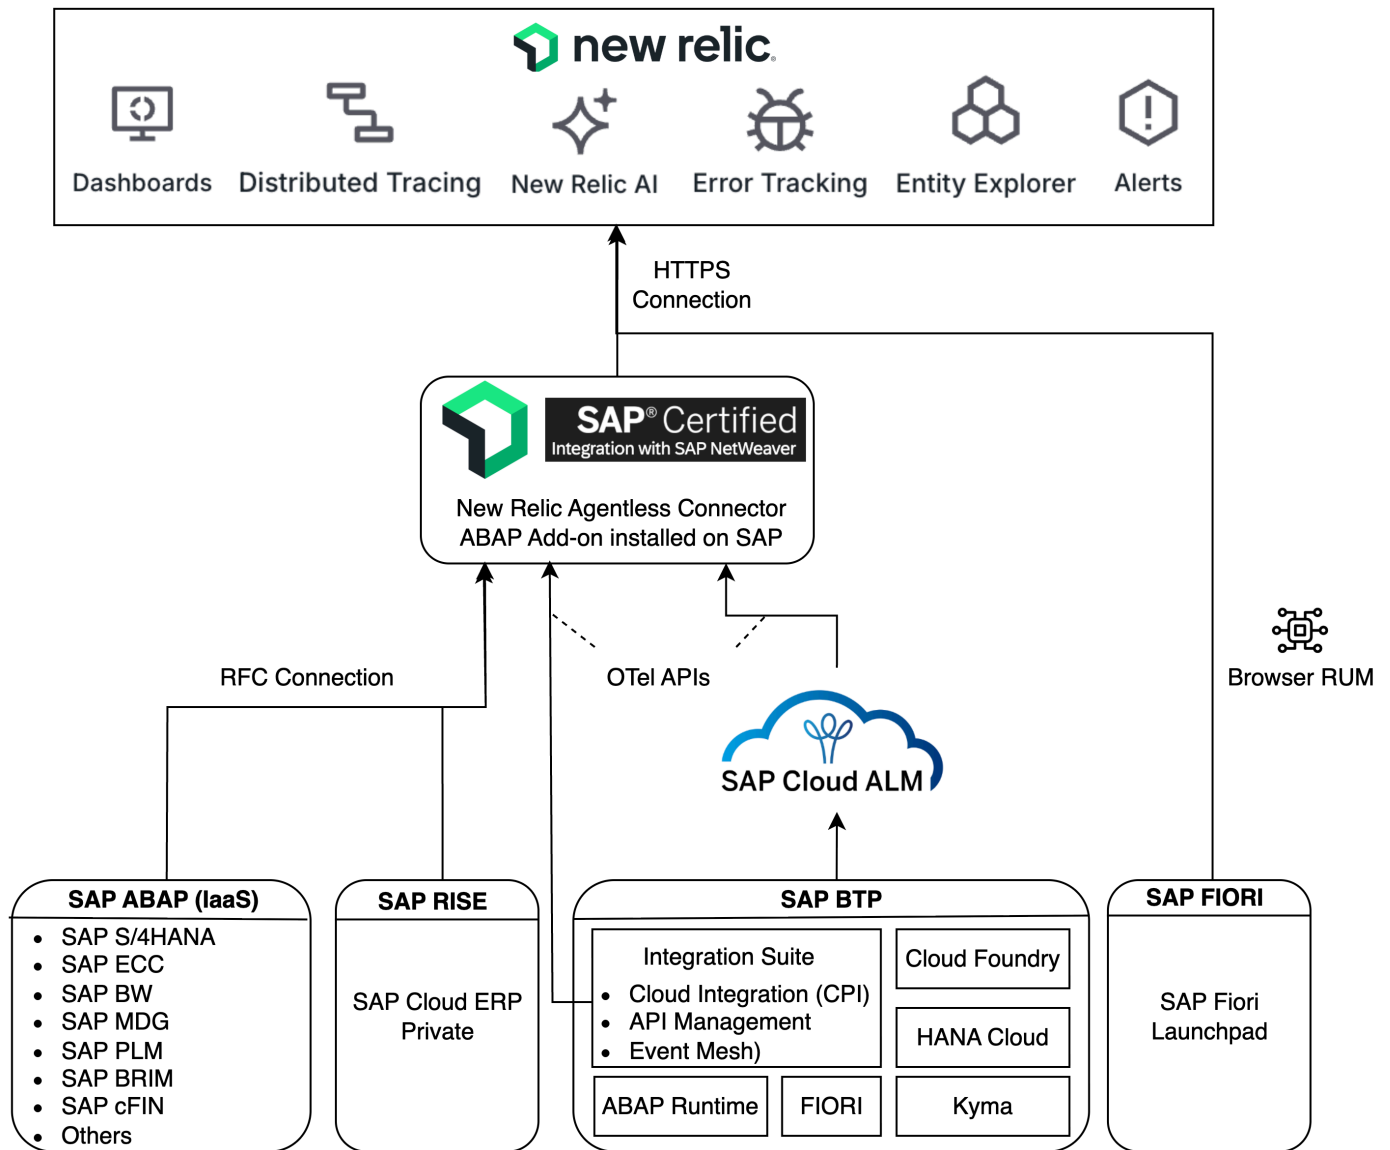 new relic
Dashboards
Distributed Tracing
New Relic AI
Error Tracking
Entity Explorer
Alerts
HTTPS
Connection
SAP® Certified
Integration with SAP NetWeaver
New Relic Agentless Connector
ABAP Add-on installed on SAP
RFC Connection
OTel APIs
Browser RUM
SAP Cloud ALM
SAP ABAP (IaaS)
• SAP S/4HANA
• SAP ECC
• SAP BW
• SAP MDG
• SAP PLM
• SAP BRIM
• SAP cFIN
• Others
SAP RISE
SAP Cloud ERP
Private
SAP BTP
Integration Suite
• Cloud Integration (CPI)
• API Management
• Event Mesh)
Cloud Foundry
HANA Cloud
ABAP Runtime
FIORI
Kyma
SAP FIORI
SAP Fiori
Launchpad